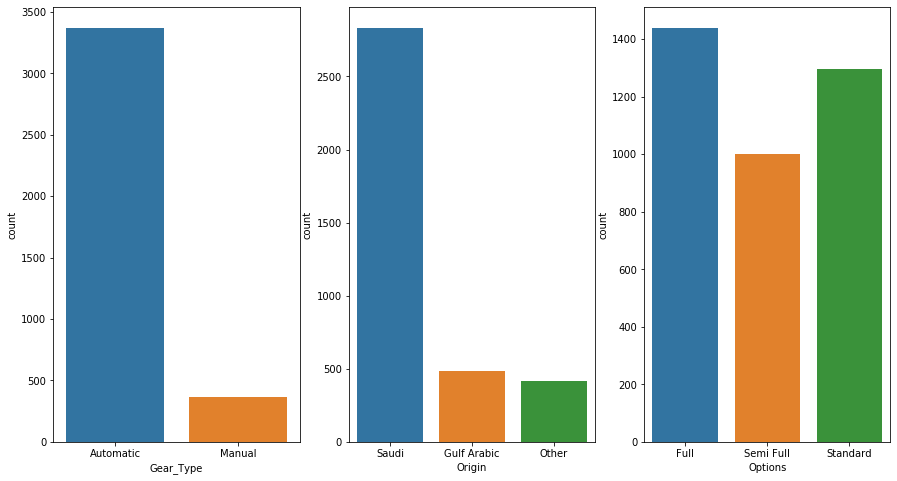 3500
3000
2500
2000
1500
1000
500
0
count
Automatic Manual
Gear_Type
2500
2000
1500
1000
500
0
count
Saudi Gulf Arabic Other
Origin
1400
1200
1000
800
600
400
200
0
count
Full Semi Full Standard
Options